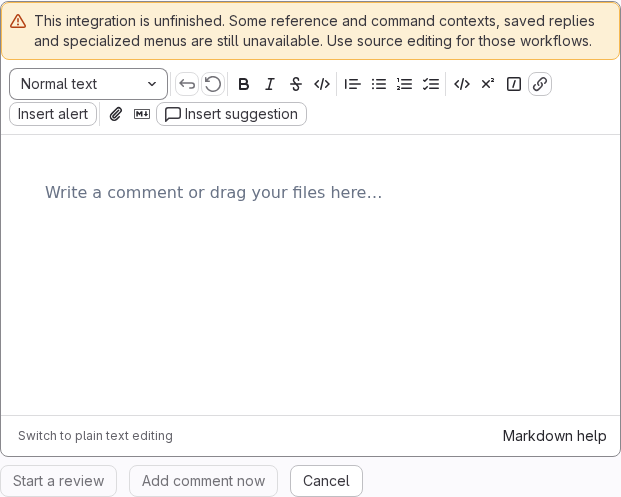 This integration is unfinished. Some reference and command contexts, saved replies
and specialized menus are still unavailable. Use source editing for those workflows.
Normal text
Insert alert
Insert suggestion
Write a comment or drag your files here…
Switch to plain text editing
Markdown help
Start a review
Add comment now
Cancel